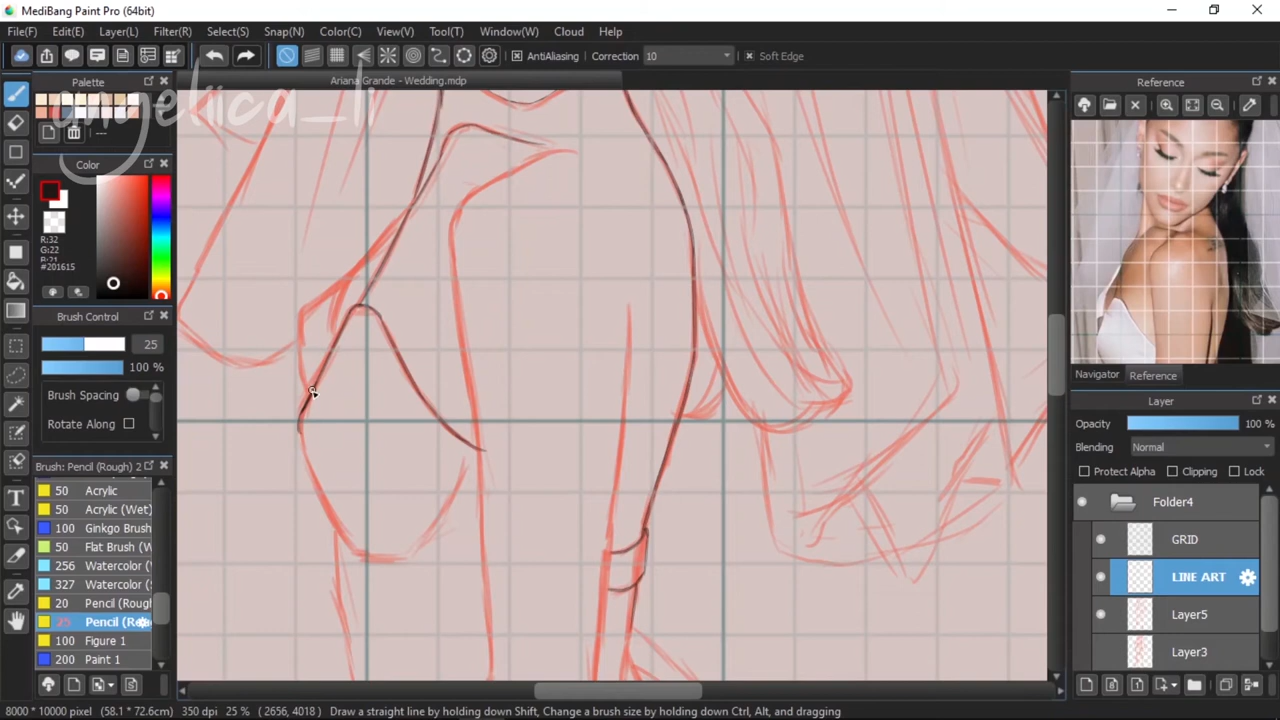 MediBang Paint Pro (64bit)
File(F) Edit(E) Layer(L) Filter(R) Select(S) Snap(N) Color(C) View(V) Tool(T) Window(W) Cloud Help
AntiAliasing Correction 10 Soft Edge
Palette
Ariana Grande - Wedding.mdp
Reference
angeliica_li
---
Color
R:32
G:22
B:21
#201615
Brush Control
25
100 %
Brush Spacing
Rotate Along
Brush: Pencil (Rough) 2
50 Acrylic
50 Acrylic (Wet)
100 Ginkgo Brush
50 Flat Brush (W
256 Watercolor (
327 Watercolor (
20 Pencil (Rough
25 Pencil (Ro
100 Figure 1
200 Paint 1
Navigator Reference
Layer
Opacity 100 %
Blending Normal
Protect Alpha Clipping Lock
Folder4
GRID
LINE ART
Layer5
Layer3
8000 * 10000 pixel (58.1 * 72.6cm) 350 dpi 25 % ( 2656, 4018 ) Draw a straight line by holding down Shift, Change a brush size by holding down Ctrl, Alt, and dragging